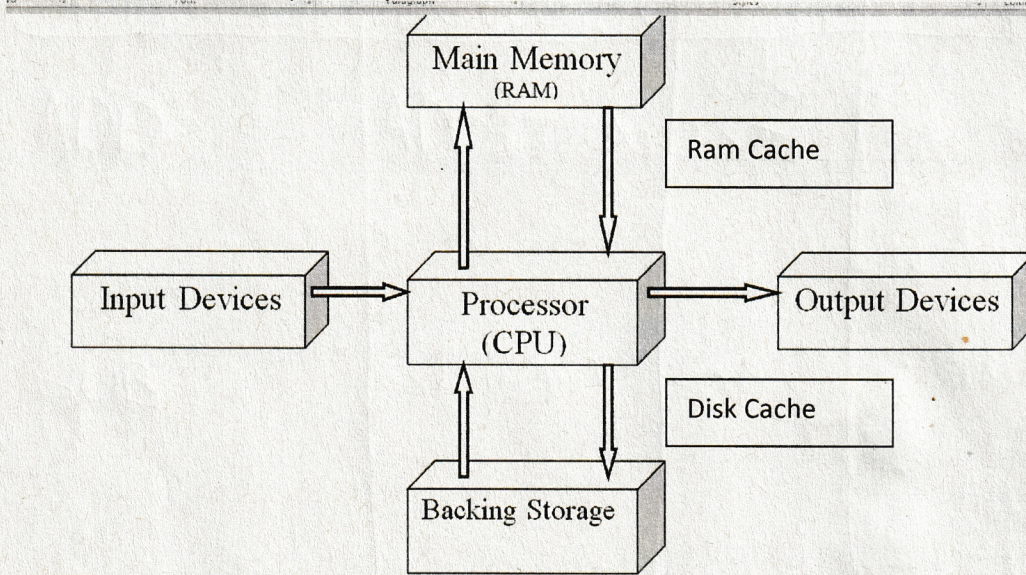 Main Memory
(RAM)
Ram Cache
Input Devices
Processor
(CPU)
Output Devices
Disk Cache
Backing Storage